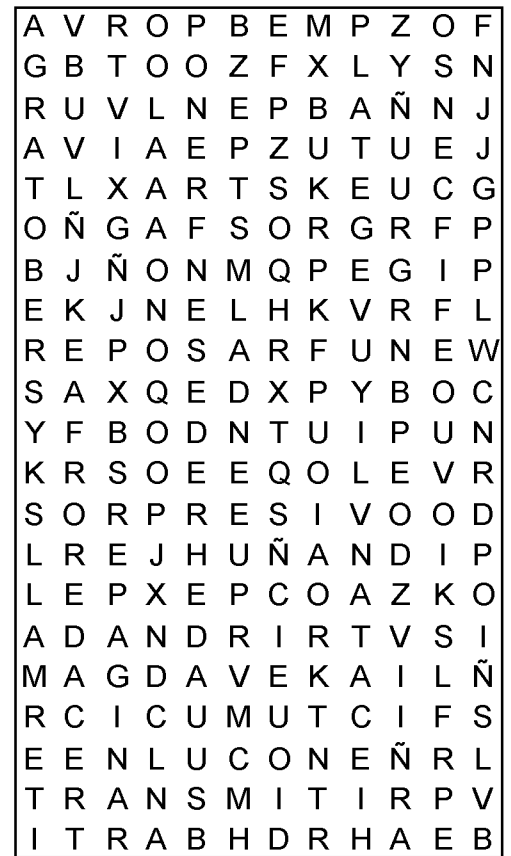 A V R O P B E M P Z O F
G B T O O Z F X L Y S N
R U V L N E P B A Ñ N J
A V I A E P Z U T U E J
T L X A R T S K E U C G
O Ñ G A F S O R G R F P
B J Ñ O N M Q P E G I P
E K J N E L H K V R F L
R E P O S A R F U N E W
S A X Q E D X P Y B O C
Y F B O D N T U I P U N
K R S O E E Q O L E V R
S O R P R E S I V O O D
L R E J H U Ñ A N D I P
L E P X E P C O A Z K O
A D A N D R I R T V S I
M A G D A V E K A I L Ñ
R C I C U M U T C I F S
E E N L U C O N E Ñ R L
T R A N S M I T I R P V
I T R A B H D R H A E B